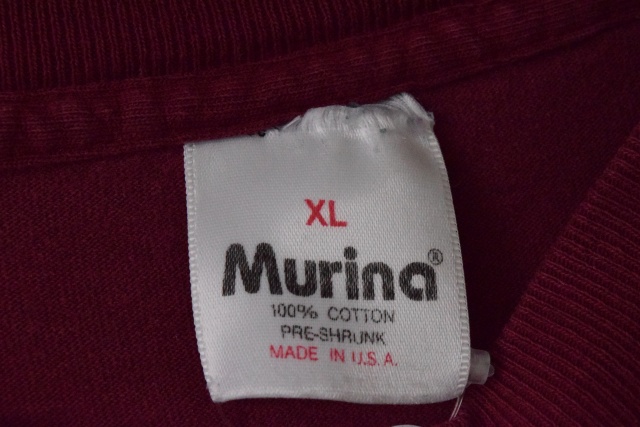 XL
Murina®
100% COTTON
PRE-SHRUNK
MADE IN U.S.A.